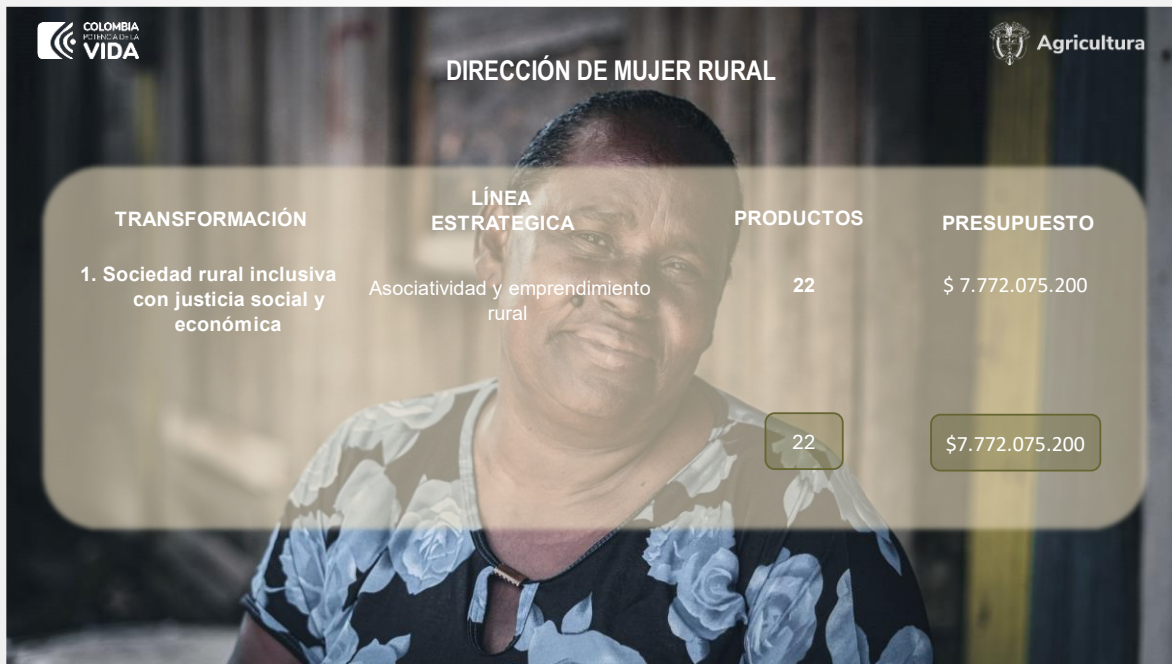 COLOMBIA
POTENCIA DE LA
VIDA
Agricultura
DIRECCIÓN DE MUJER RURAL
TRANSFORMACIÓN
LÍNEA
ESTRATEGICA
PRODUCTOS
PRESUPUESTO
1. Sociedad rural inclusiva
con justicia social y
económica
Asociatividad y emprendimiento
rural
22
$ 7.772.075.200
22
$7.772.075.200